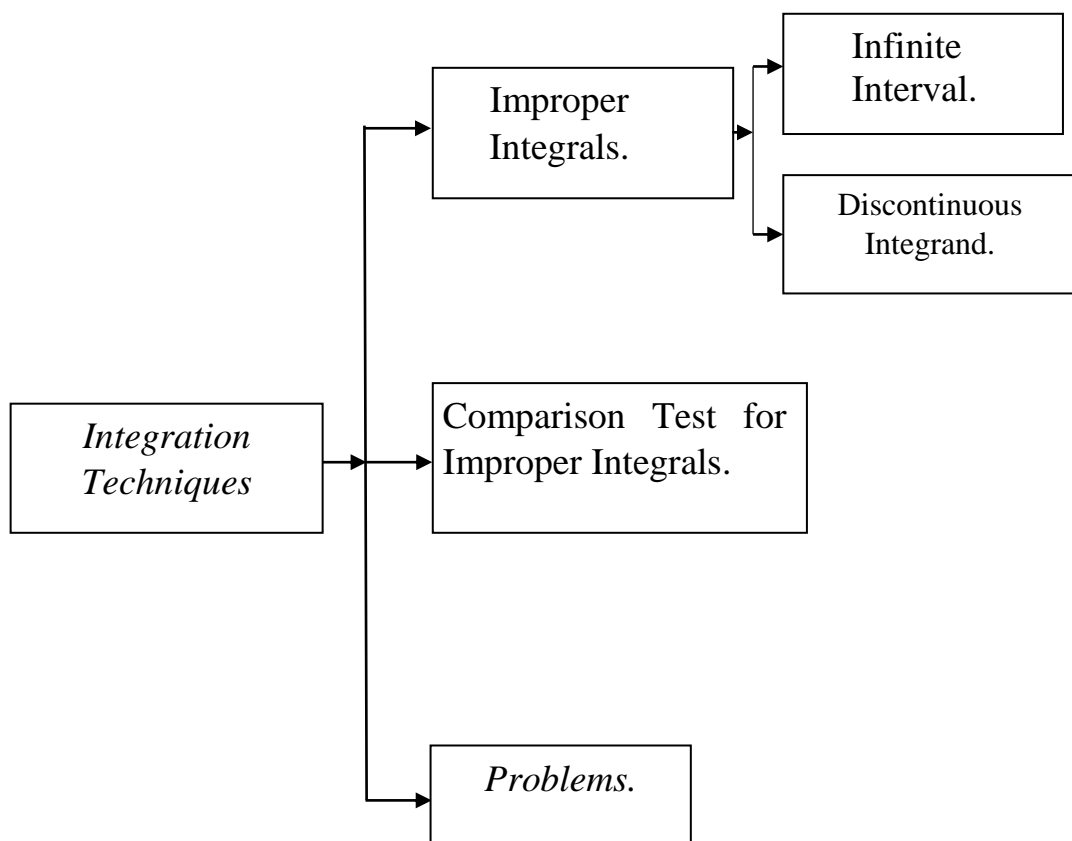 Infinite
Interval.
Improper
Integrals.
Discontinuous
Integrand.
Integration
Techniques
Comparison Test for
Improper Integrals.
Problems.